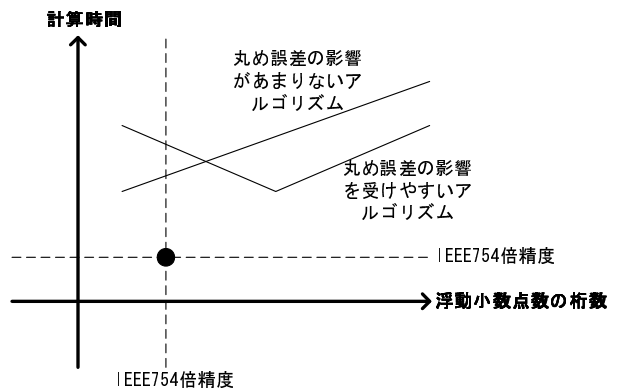 計算時間
丸め誤差の影響
があまりないア
ルゴリズム
丸め誤差の影響
を受けやすいア
ルゴリズム
IEEE754倍精度
浮動小数点数の桁数
IEEE754倍精度